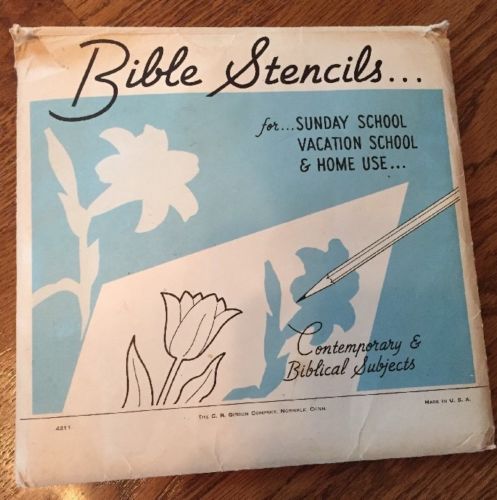 Bible Stencils...
for...SUNDAY SCHOOL
VACATION SCHOOL
& HOME USE...
Contemporary &
Biblical Subjects
THE C. R. GIBSON COMPANY, NORWALK, CONN.
MADE IN U. S. A.
4211